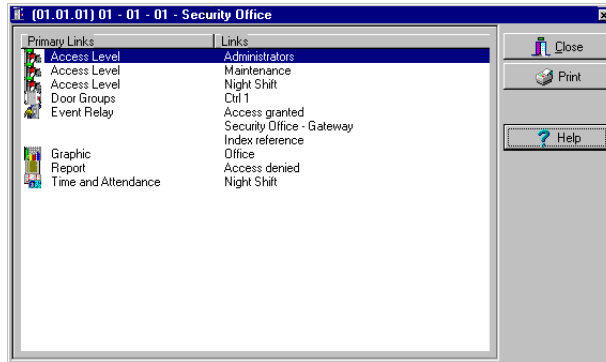 (01.01.01) 01 - 01 - 01 - Security Office
Primary Links Links
Access Level Administrators
Access Level Maintenance
Access Level Night Shift
Door Groups Ctrl 1
Event Relay Access granted
Security Office - Gateway
Index reference
Graphic Office
Report Access denied
Time and Attendance Night Shift
Close
Print
Help